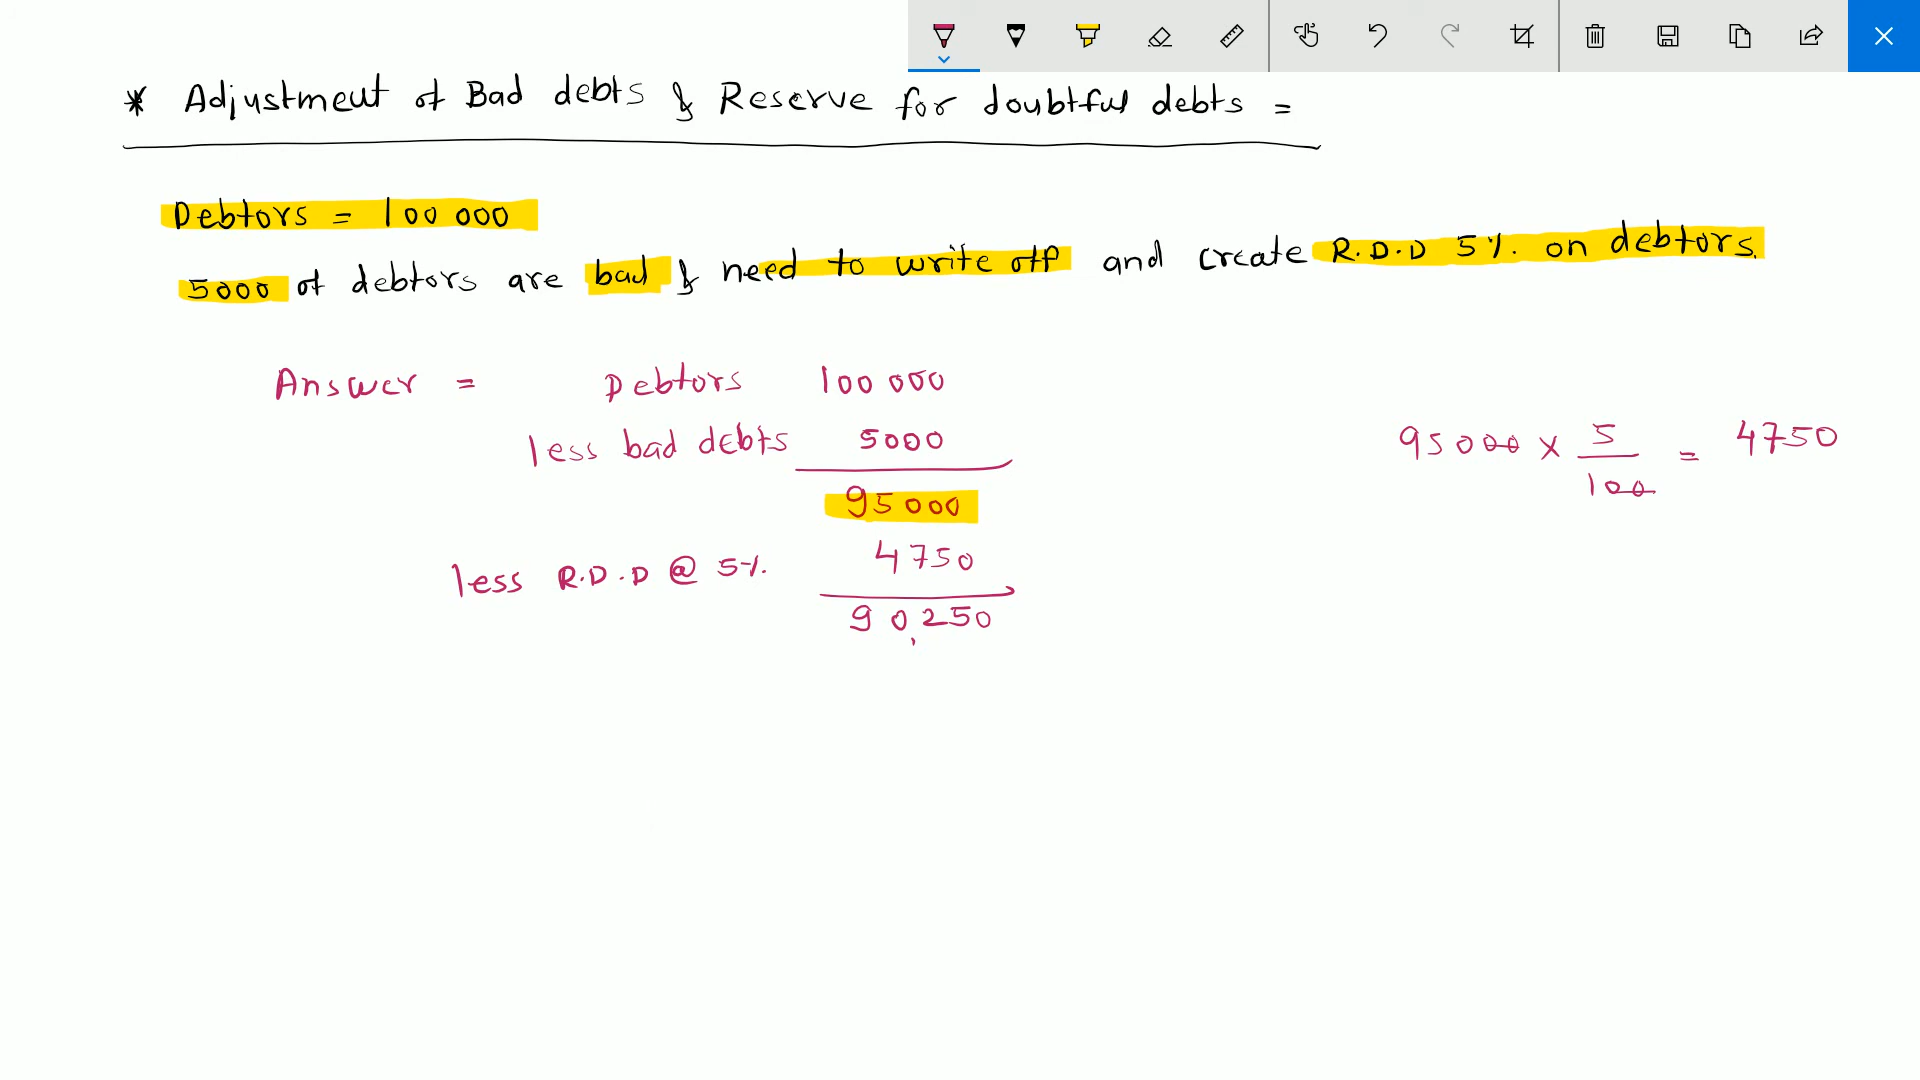 * Adjustment of Bad debts & Reserve for doubtful debts =
Debtors = 100 000
5000 of debtors are bad & need to write off and create R.D.D 5%. on debtors.
Answer = Debtors 100 000
less bad debts 5000
95000
less R.D.D @ 5%. 4750
90,250
95000 x 5/100 = 4750